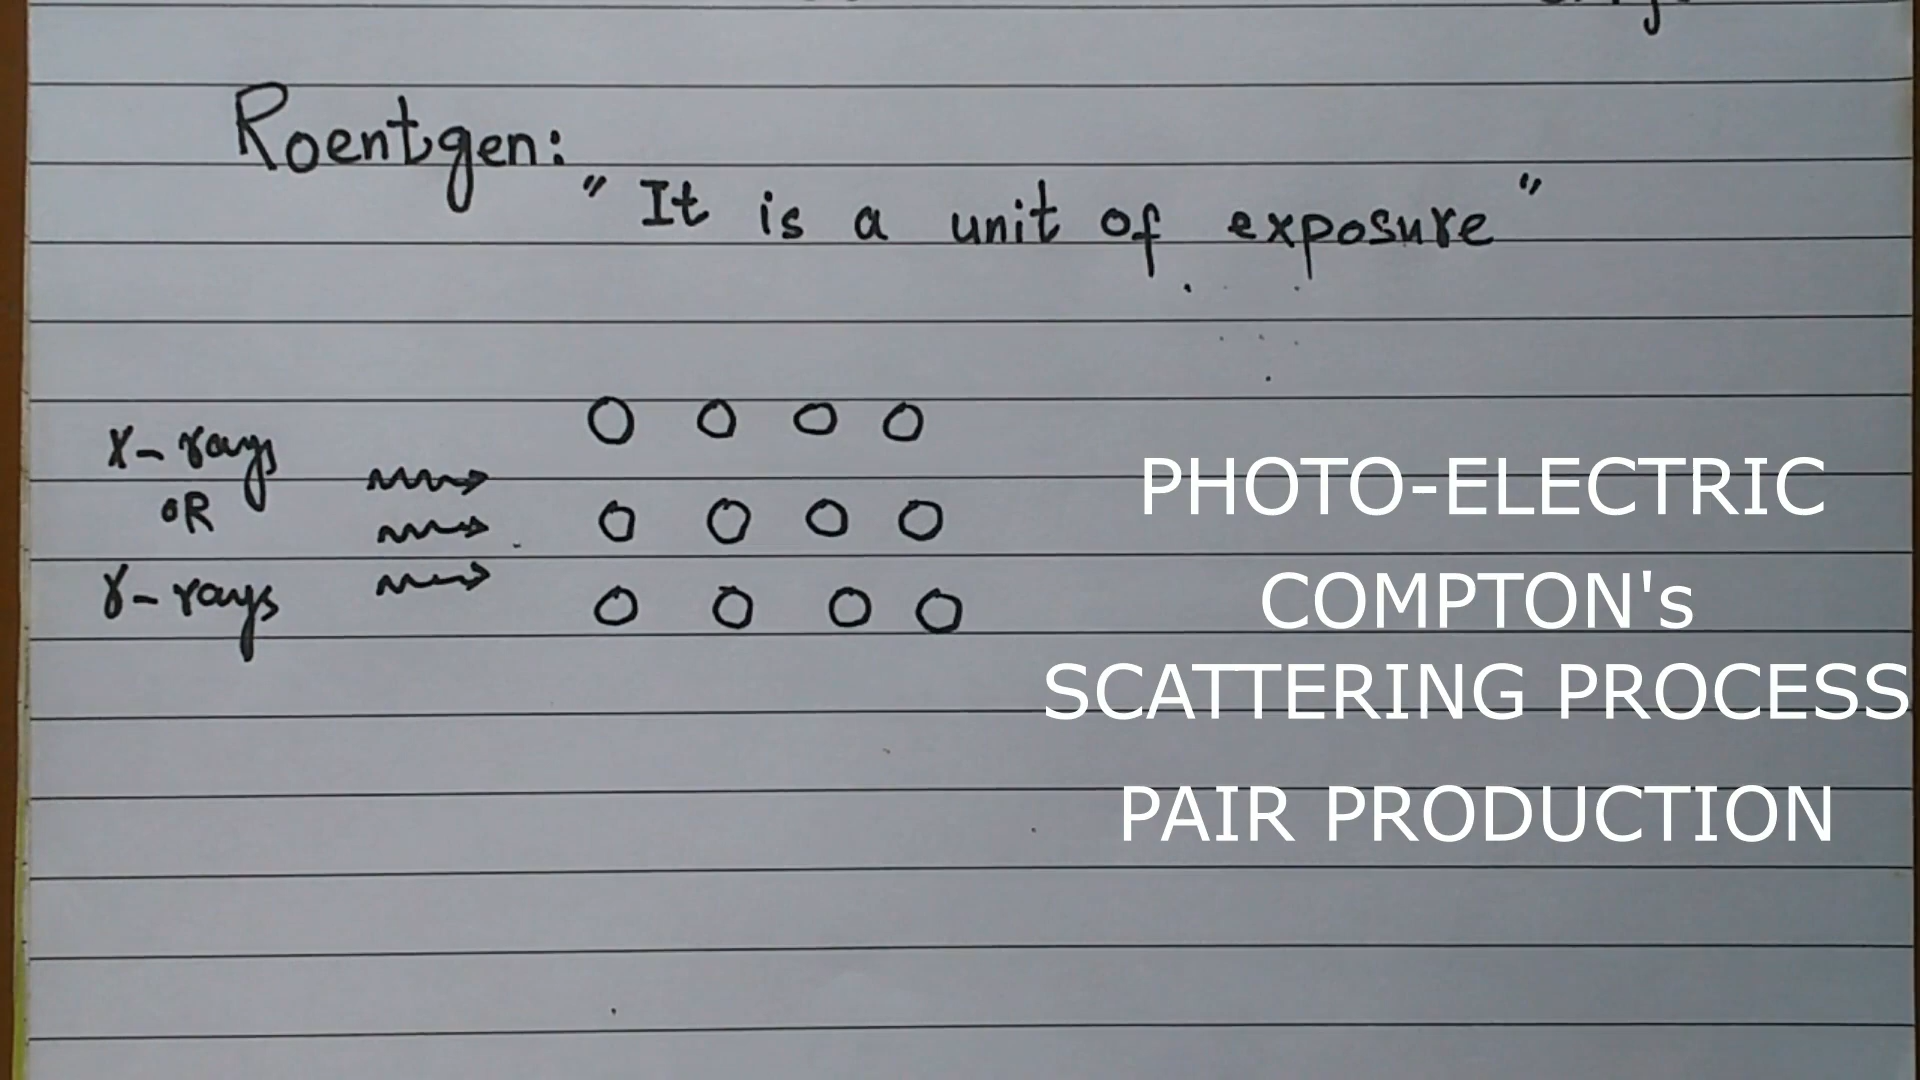 Roentgen:
" It is a unit of exposure "
X-rays
OR
γ-rays
PHOTO-ELECTRIC
COMPTON's
SCATTERING PROCESS
PAIR PRODUCTION